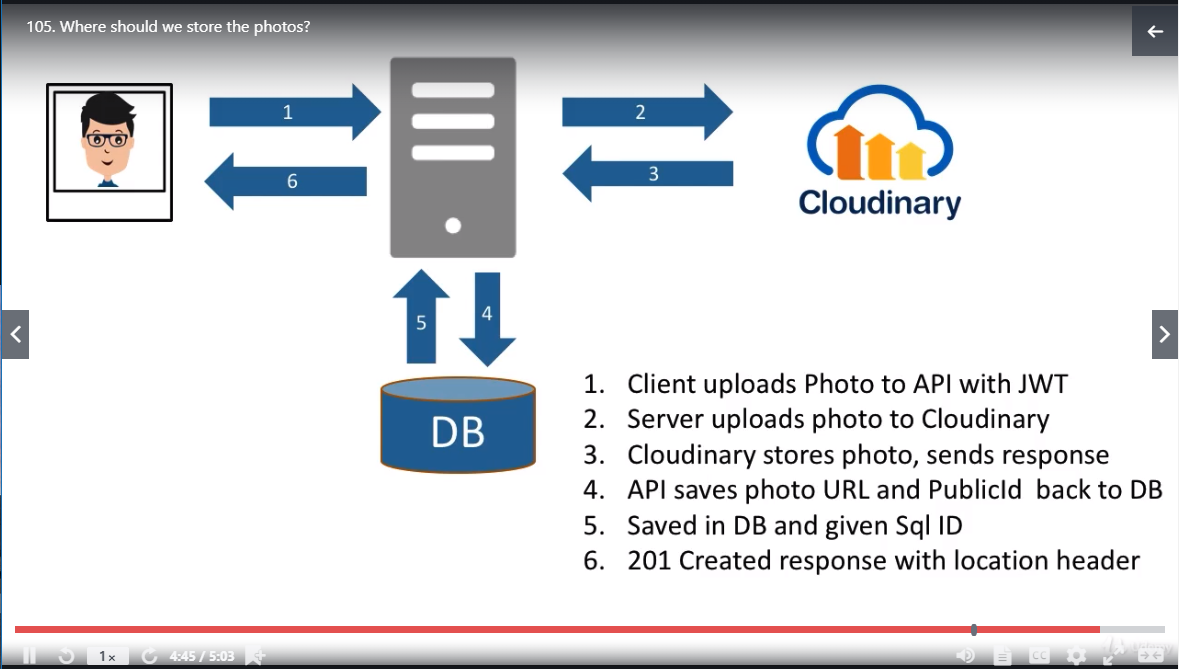 105. Where should we store the photos?
1
2
6
3
Cloudinary
5
4
DB
1. Client uploads Photo to API with JWT
2. Server uploads photo to Cloudinary
3. Cloudinary stores photo, sends response
4. API saves photo URL and PublicId back to DB
5. Saved in DB and given Sql ID
6. 201 Created response with location header
1x
4:45 / 5:03
CC